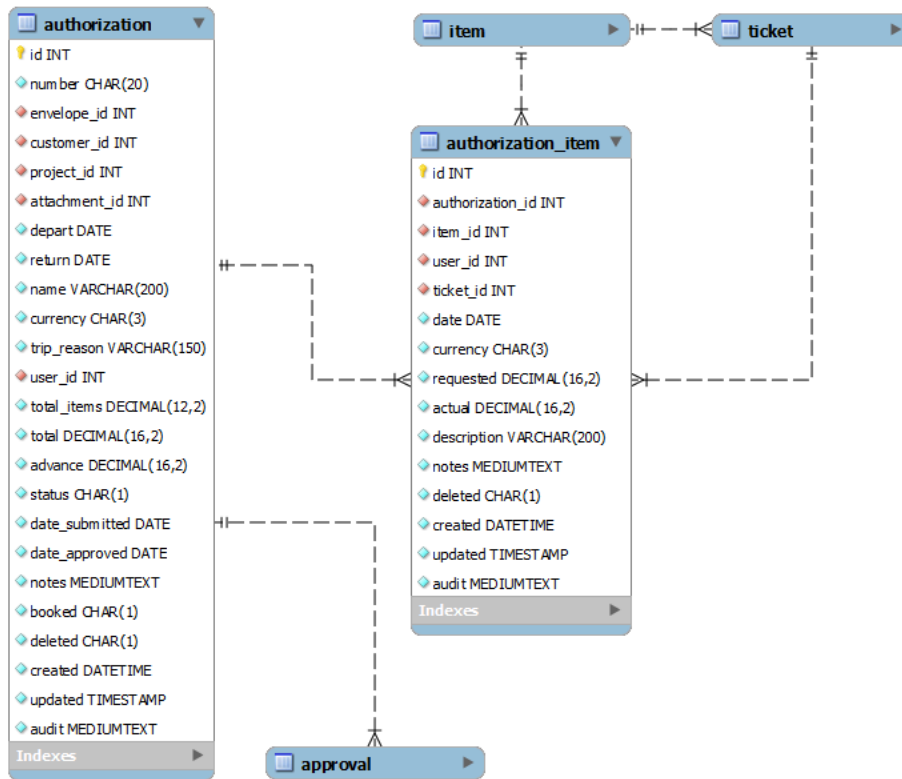 authorization
id INT
number CHAR(20)
envelope_id INT
customer_id INT
project_id INT
attachment_id INT
depart DATE
return DATE
name VARCHAR(200)
currency CHAR(3)
trip_reason VARCHAR(150)
user_id INT
total_items DECIMAL(12,2)
total DECIMAL(16,2)
advance DECIMAL(16,2)
status CHAR(1)
date_submitted DATE
date_approved DATE
notes MEDIUMTEXT
booked CHAR(1)
deleted CHAR(1)
created DATETIME
updated TIMESTAMP
audit MEDIUMTEXT
Indexes
item
ticket
authorization_item
id INT
authorization_id INT
item_id INT
user_id INT
ticket_id INT
date DATE
currency CHAR(3)
requested DECIMAL(16,2)
actual DECIMAL(16,2)
description VARCHAR(200)
notes MEDIUMTEXT
deleted CHAR(1)
created DATETIME
updated TIMESTAMP
audit MEDIUMTEXT
Indexes
approval